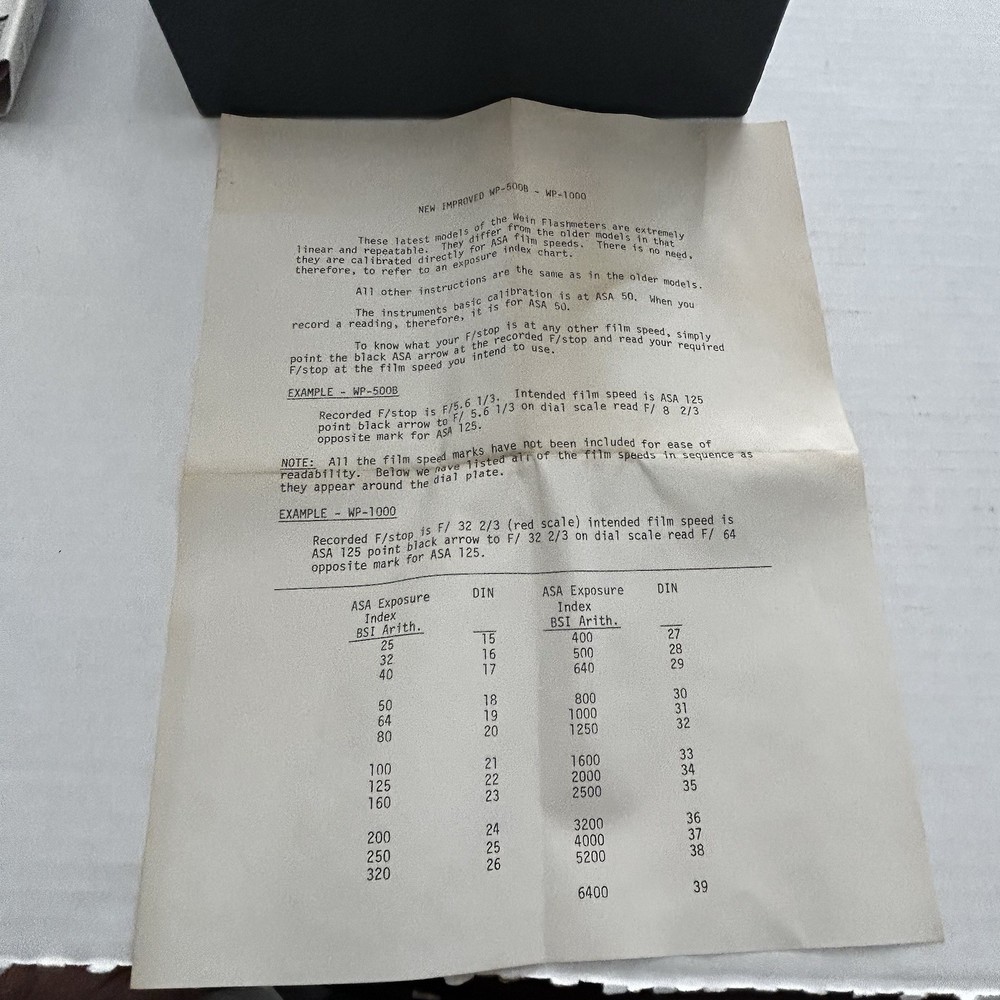 NEW IMPROVED WP-500B - WP-1000
These latest models of the Wein Flashmeters are extremely
linear and repeatable. They differ from the older models in that
they are calibrated directly for ASA film speeds. There is no need,
therefore, to refer to an exposure index chart.
All other instructions are the same as in the older models.
The instruments basic calibration is at ASA 50. When you
record a reading, therefore, it is for ASA 50.
To know what your F/stop is at any other film speed, simply
point the black ASA arrow at the recorded F/stop and read your required
F/stop at the film speed you intend to use.
EXAMPLE - WP-500B
Recorded F/stop is F/5.6 1/3. Intended film speed is ASA 125
point black arrow to F/ 5.6 1/3 on dial scale read F/ 8 2/3
opposite mark for ASA 125.
NOTE: All the film speed marks have not been included for ease of
readability. Below we have listed all of the film speeds in sequence as
they appear around the dial plate.
EXAMPLE - WP-1000
Recorded F/stop is F/ 32 2/3 (red scale) intended film speed is
ASA 125 point black arrow to F/ 32 2/3 on dial scale read F/ 64
opposite mark for ASA 125.
ASA Exposure DIN ASA Exposure DIN
Index Index
BSI Arith. BSI Arith.
25 15 400 27
32 16 500 28
40 17 640 29
50 18 800 30
64 19 1000 31
80 20 1250 32
100 21 1600 33
125 22 2000 34
160 23 2500 35
200 24 3200 36
250 25 4000 37
320 26 5200 38
6400 39